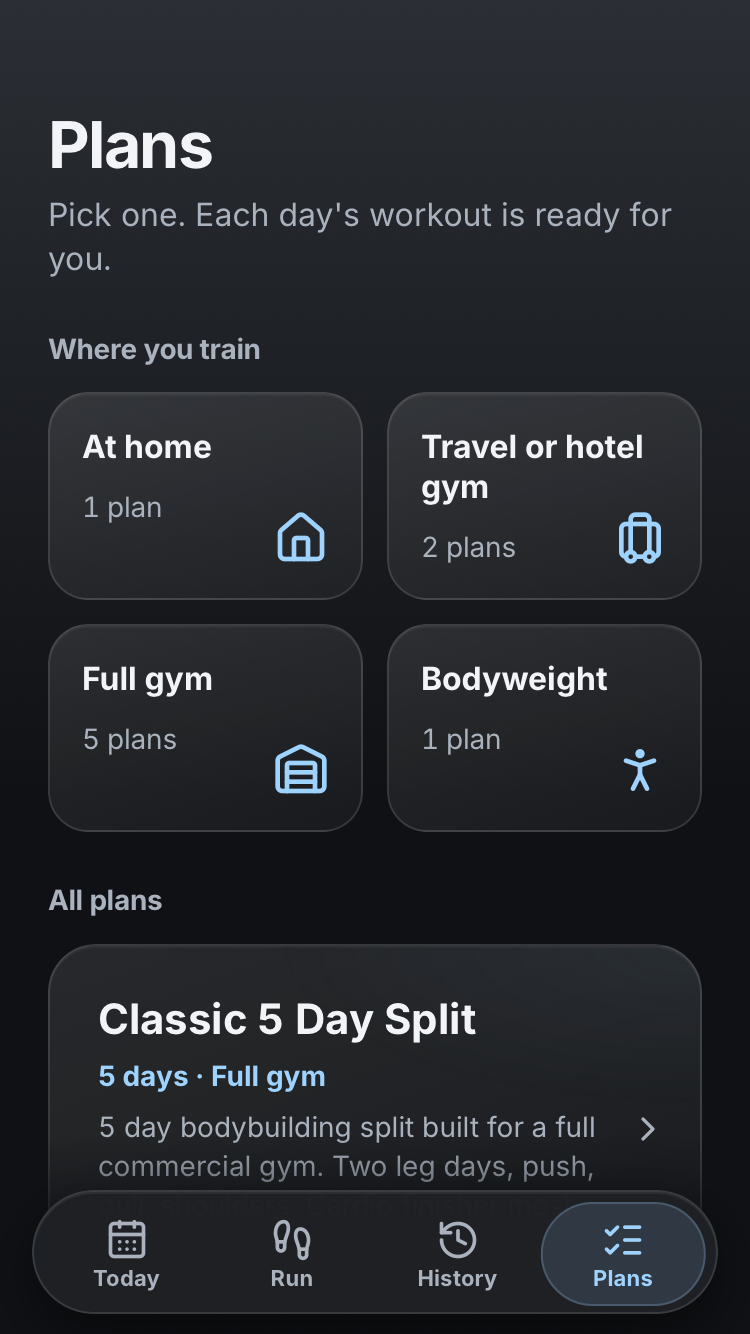 Plans
Pick one. Each day's workout is ready for
you.
Where you train
At home
1 plan
Travel or hotel
gym
2 plans
Full gym
5 plans
Bodyweight
1 plan
All plans
Classic 5 Day Split
5 days · Full gym
5 day bodybuilding split built for a full
commercial gym. Two leg days, push,
Today
Run
History
Plans